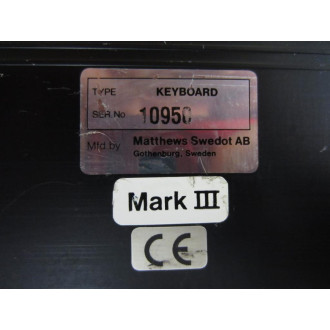 TYPE KEYBOARD
SER.No 10950
Mfd by Matthews Swedot AB
Gothenburg, Sweden
Mark III
CE